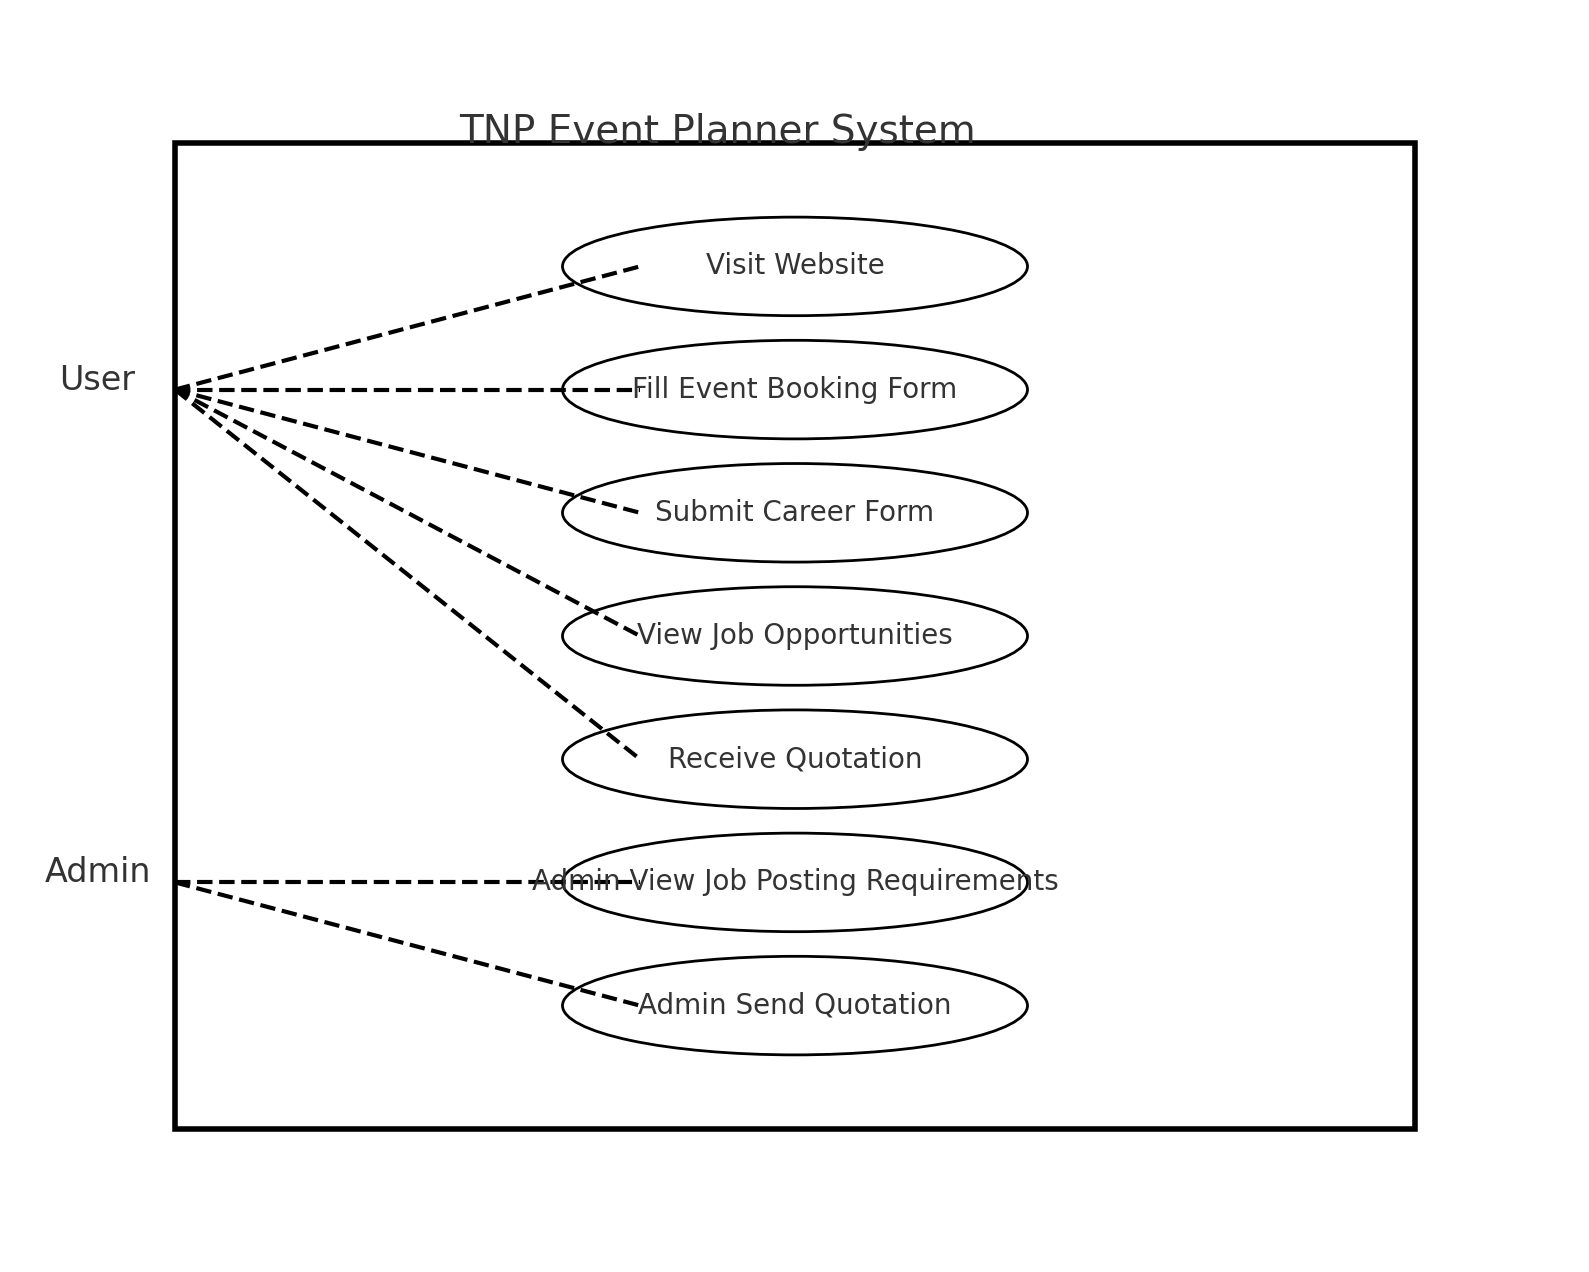 TNP Event Planner System
Visit Website
User
Fill Event Booking Form
Submit Career Form
View Job Opportunities
Receive Quotation
Admin
Admin View Job Posting Requirements
Admin Send Quotation